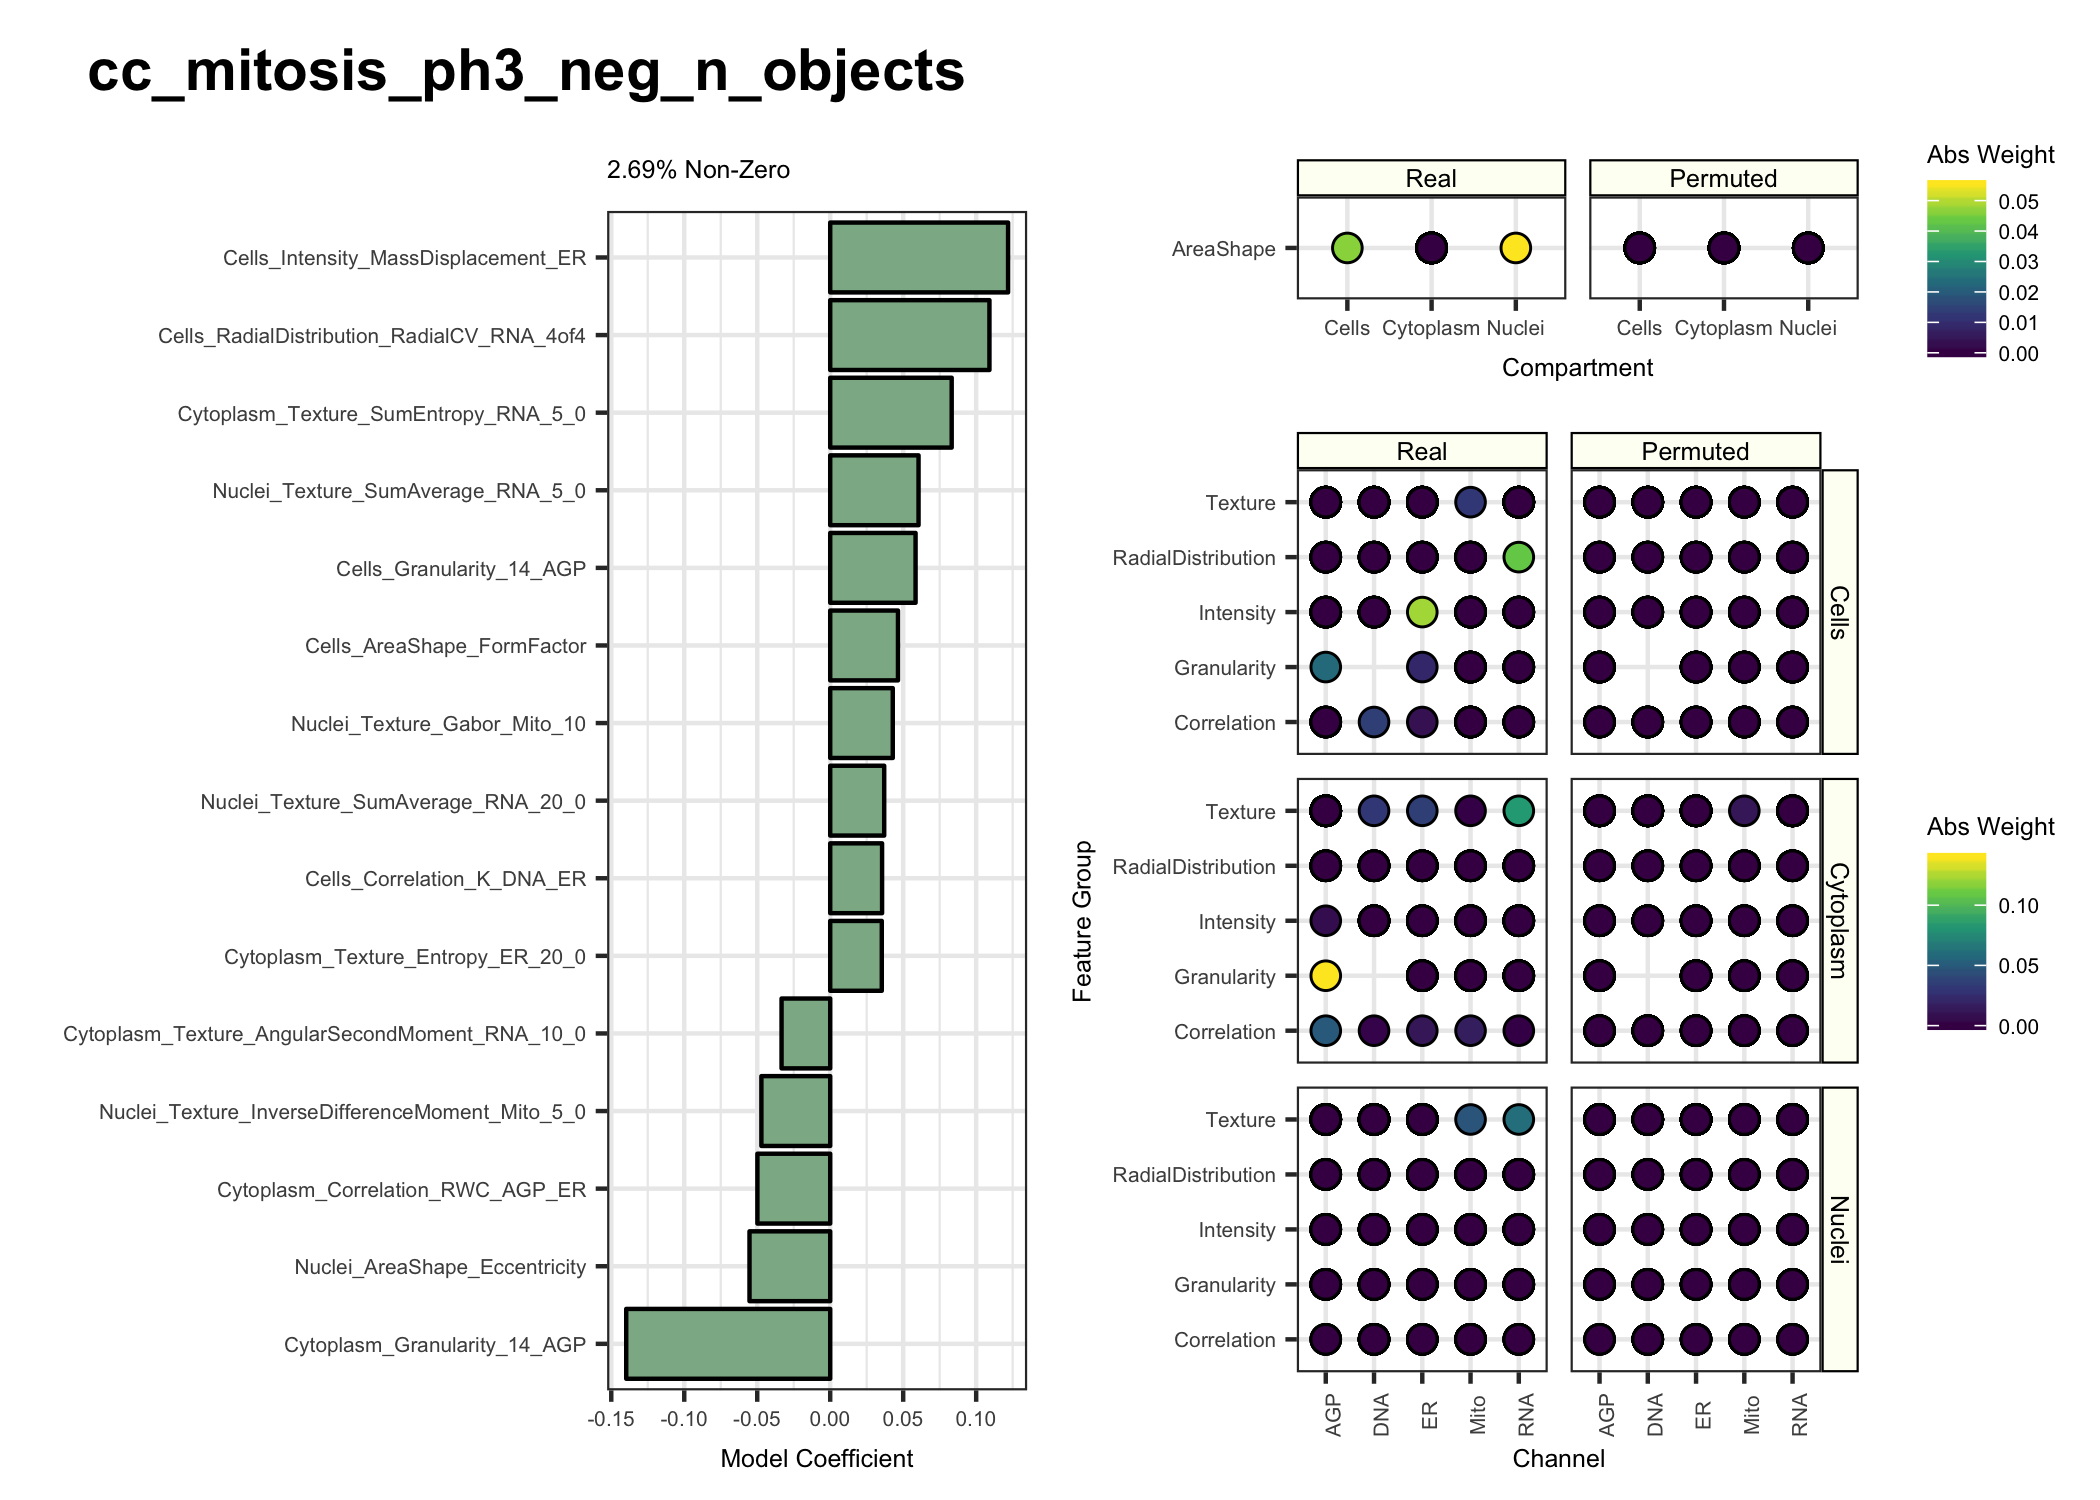 cc_mitosis_ph3_neg_n_objects
2.69% Non-Zero
Cells_Intensity_MassDisplacement_ER
Cells_RadialDistribution_RadialCV_RNA_4of4
Cytoplasm_Texture_SumEntropy_RNA_5_0
Nuclei_Texture_SumAverage_RNA_5_0
Cells_Granularity_14_AGP
Cells_AreaShape_FormFactor
Nuclei_Texture_Gabor_Mito_10
Nuclei_Texture_SumAverage_RNA_20_0
Cells_Correlation_K_DNA_ER
Cytoplasm_Texture_Entropy_ER_20_0
Cytoplasm_Texture_AngularSecondMoment_RNA_10_0
Nuclei_Texture_InverseDifferenceMoment_Mito_5_0
Cytoplasm_Correlation_RWC_AGP_ER
Nuclei_AreaShape_Eccentricity
Cytoplasm_Granularity_14_AGP
-0.15 -0.10 -0.05 0.00 0.05 0.10
Model Coefficient
Real Permuted
AreaShape
Cells Cytoplasm Nuclei Cells Cytoplasm Nuclei
Compartment
Abs Weight
0.05
0.04
0.03
0.02
0.01
0.00
Real Permuted
Feature Group
Texture
RadialDistribution
Intensity
Granularity
Correlation
Cells
Texture
RadialDistribution
Intensity
Granularity
Correlation
Cytoplasm
Texture
RadialDistribution
Intensity
Granularity
Correlation
Nuclei
AGP DNA ER Mito RNA AGP DNA ER Mito RNA
Channel
Abs Weight
0.10
0.05
0.00